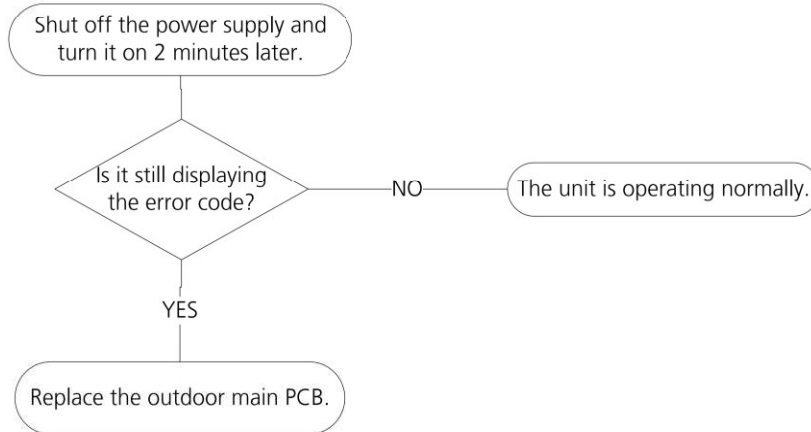 Shut off the power supply and
turn it on 2 minutes later.
Is it still displaying
the error code?
NO
The unit is operating normally.
YES
Replace the outdoor main PCB.